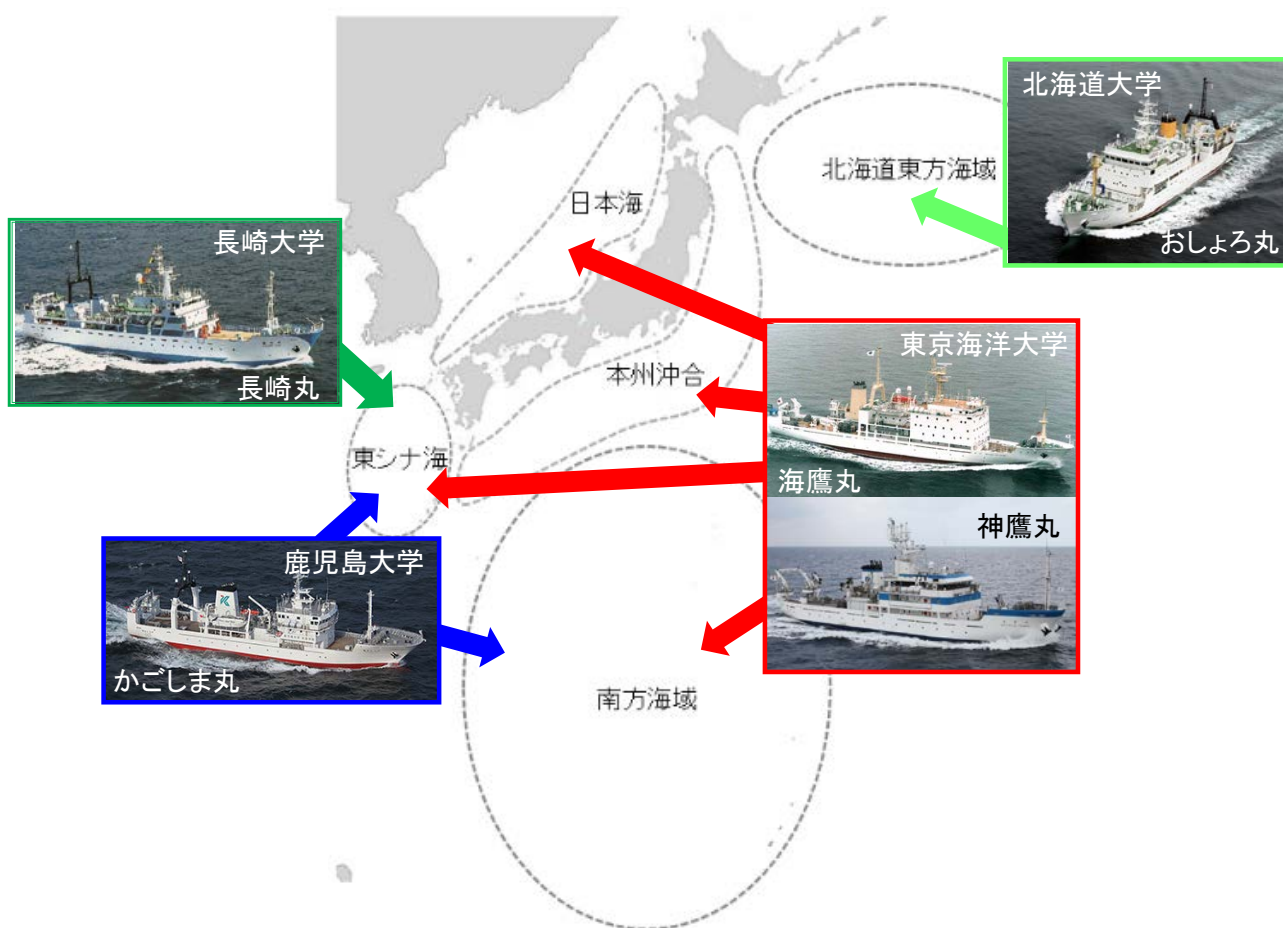 北海道大学
おしょろ丸
北海道東方海域
日本海
長崎大学
長崎丸
東京海洋大学
海鷹丸
神鷹丸
本州沖合
東シナ海
鹿児島大学
かごしま丸
南方海域